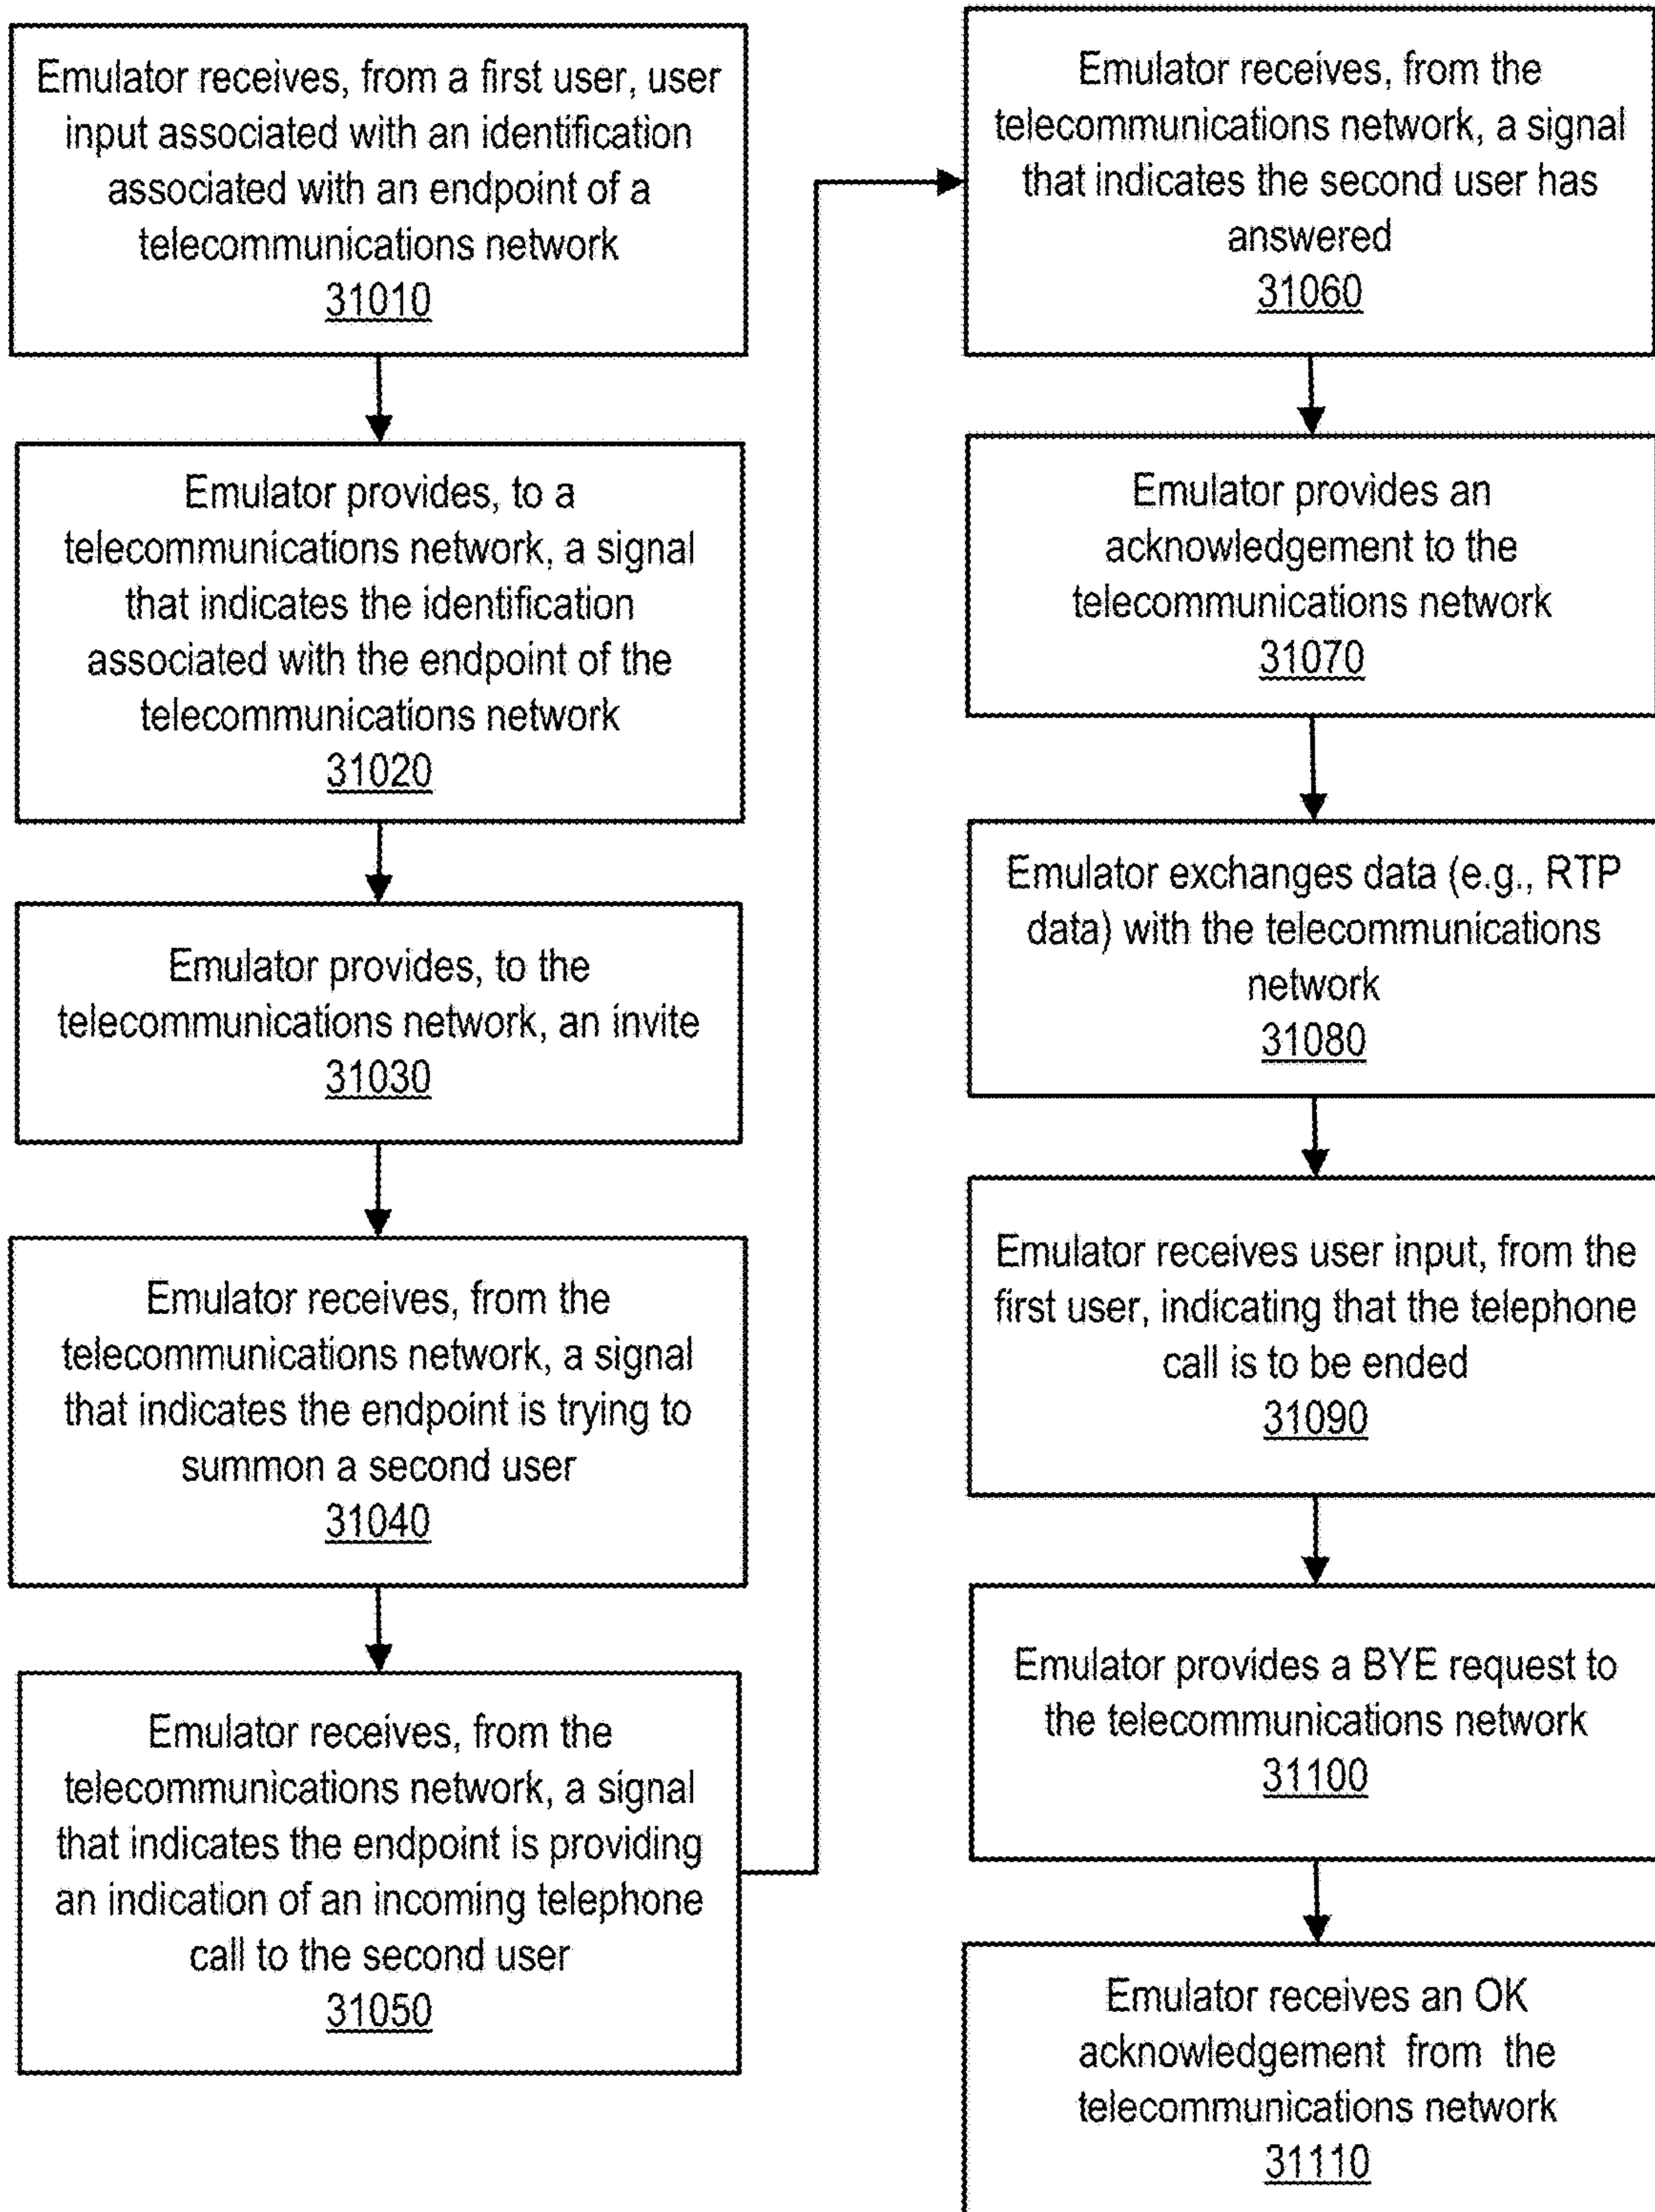 Emulator receives, from a first user, user
input associated with an identification
associated with an endpoint of a
telecommunications network
31010
Emulator provides, to a
telecommunications network, a signal
that indicates the identification
associated with the endpoint of the
telecommunications network
31020
Emulator provides, to the
telecommunications network, an invite
31030
Emulator receives, from the
telecommunications network, a signal
that indicates the endpoint is trying to
summon a second user
31040
Emulator receives, from the
telecommunications network, a signal
that indicates the endpoint is providing
an indication of an incoming telephone
call to the second user
31050
Emulator receives, from the
telecommunications network, a signal
that indicates the second user has
answered
31060
Emulator provides an
acknowledgement to the
telecommunications network
31070
Emulator exchanges data (e.g., RTP
data) with the telecommunications
network
31080
Emulator receives user input, from the
first user, indicating that the telephone
call is to be ended
31090
Emulator provides a BYE request to
the telecommunications network
31100
Emulator receives an OK
acknowledgement from the
telecommunications network
31110